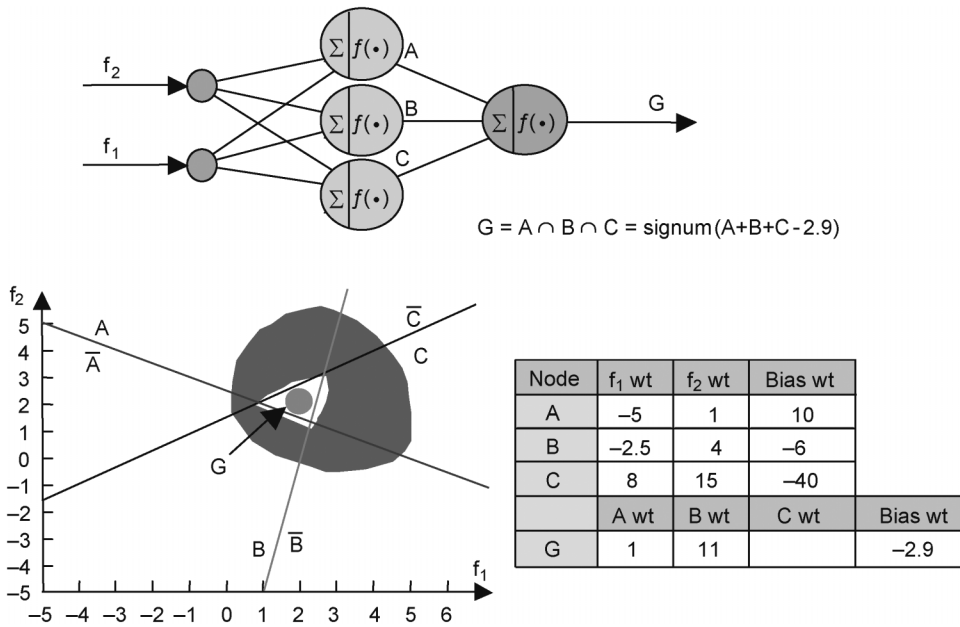 f2
f1
Σ f(•) A
Σ f(•) B
Σ f(•) C
Σ f(•)
G
G = A ∩ B ∩ C = signum(A+B+C-2.9)
f2
5
4
3
2
1
0
–1
–2
–3
–4
–5
A
A̅
C̅
C
G
B
B̅
f1
–5 –4 –3 –2 –2 –1 0 1 2 3 4 5 6
Node f1 wt f2 wt Bias wt
A –5 1 10
B –2.5 4 –6
C 8 15 –40
A wt B wt C wt Bias wt
G 1 11 –2.9